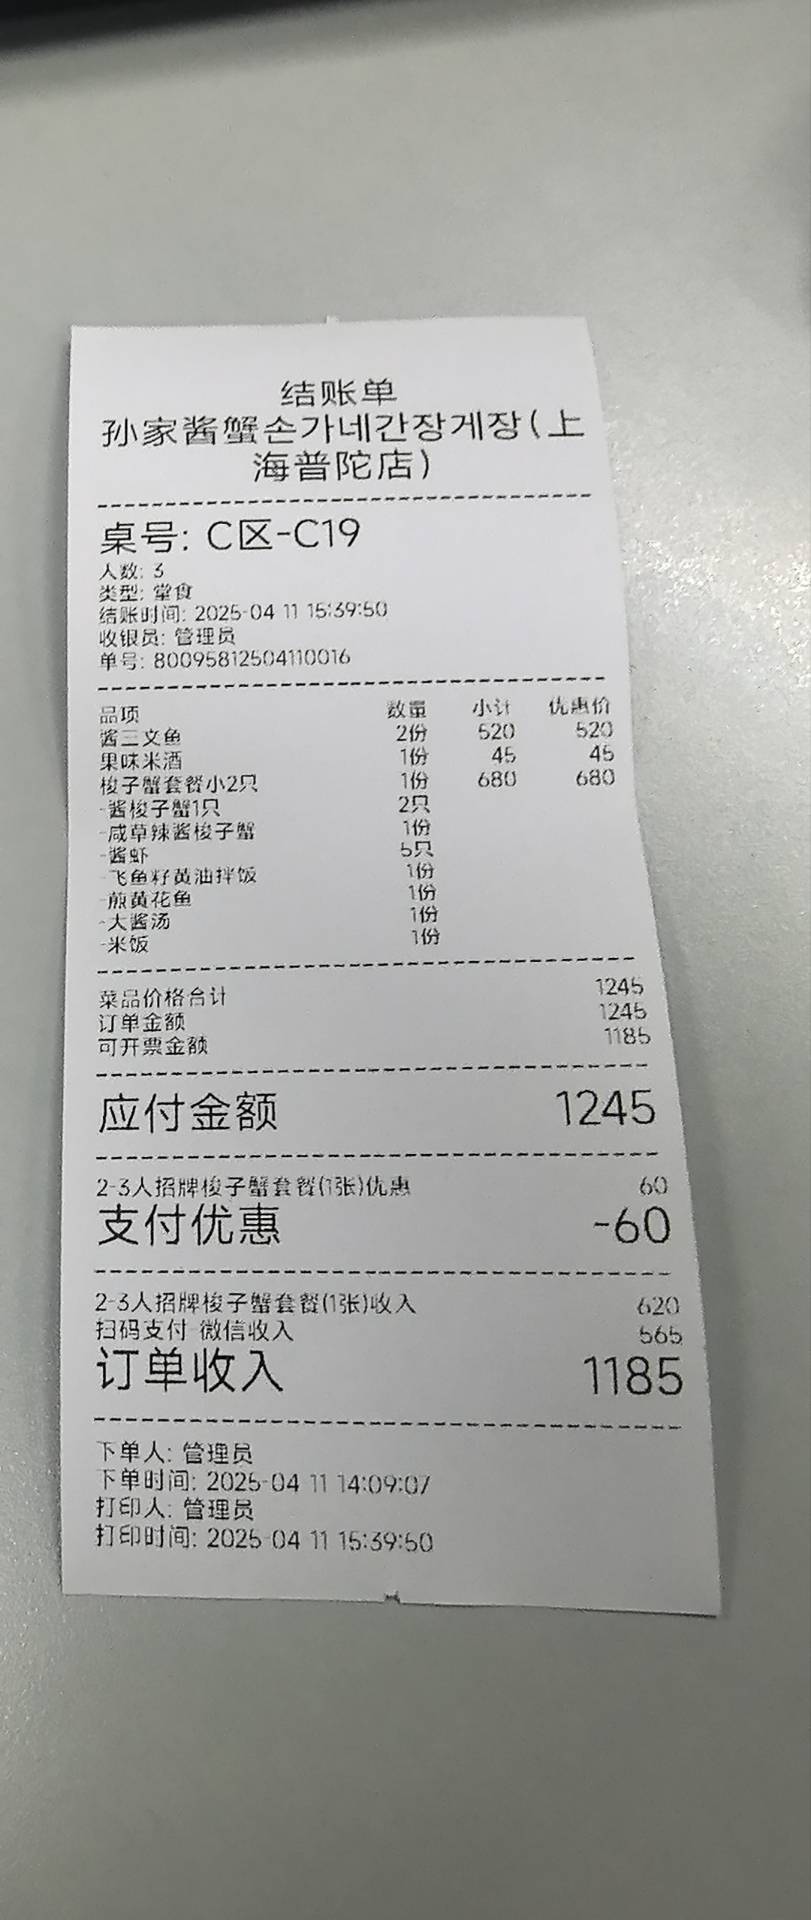 结账单
孙家酱蟹손가네간장게장(上
海普陀店)
桌号: C区-C19
人数: 3
类型: 堂食
结账时间: 2025-04 11 15:39:50
收银员: 管理员
单号: 80095812504110016
品项 数量 小计 优惠价
酱三文鱼 2份 520 520
果味米酒 1份 45 45
梭子蟹套餐小2只 1份 680 680
-酱梭子蟹1只 2只
-咸草辣酱梭子蟹 1份
-酱虾 5只
-飞鱼籽黄油拌饭 1份
-煎黄花鱼 1份
-大酱汤 1份
-米饭 1份
菜品价格合计 1245
订单金额 1245
可开票金额 1185
应付金额 1245
2-3人招牌梭子蟹套餐(1张)优惠 60
支付优惠 -60
2-3人招牌梭子蟹套餐(1张)收入 620
扫码支付-微信收入 565
订单收入 1185
下单人: 管理员
下单时间: 2025-04 11 14:09:07
打印人: 管理员
打印时间: 2025 04 11 15:39:50